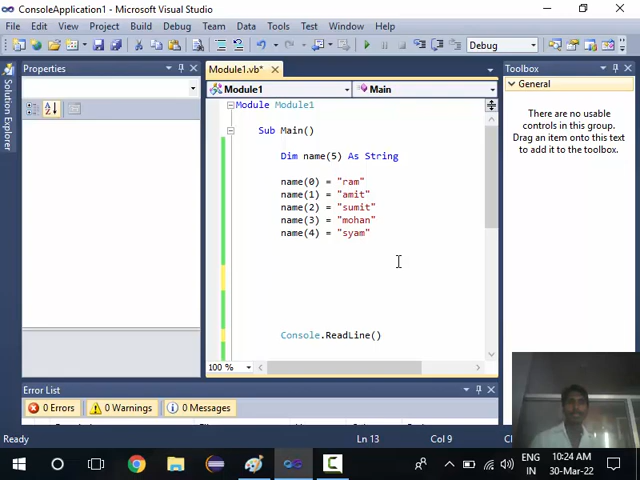 ConsoleApplication1 - Microsoft Visual Studio
File Edit View Project Build Debug Team Data Tools Test Window Help
Debug
Solution Explorer
Properties
Module1.vb*
Module1
Main
Module Module1
Sub Main()
Dim name(5) As String
name(0) = "ram"
name(1) = "amit"
name(2) = "sumit"
name(3) = "mohan"
name(4) = "syam"
Console.ReadLine()
100 %
Toolbox
General
There are no usable
controls in this group.
Drag an item onto this text
to add it to the toolbox.
Error List
0 Errors
0 Warnings
0 Messages
Ready
Ln 13
Col 9
ENG
IN
10:24 AM
30-Mar-22